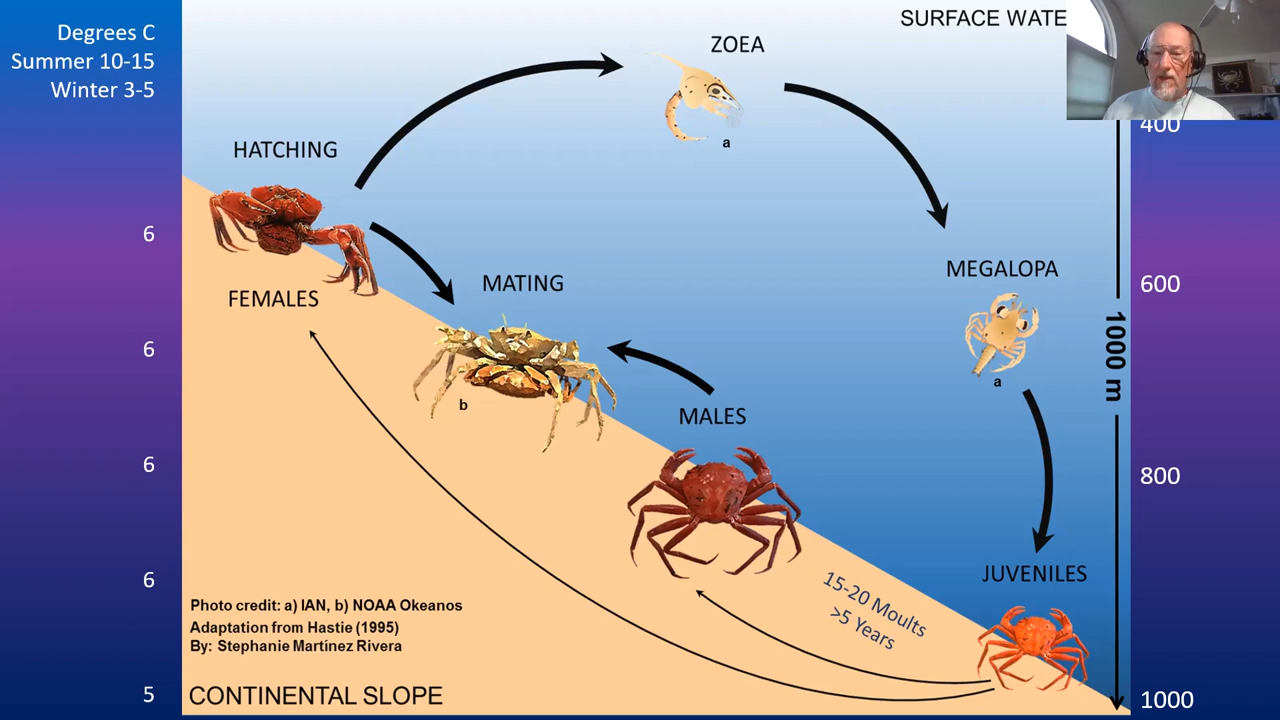 Degrees C
Summer 10-15
Winter 3-5
SURFACE WATE
ZOEA
a
400
HATCHING
6
MEGALOPA
MATING
600
FEMALES
1000 m
6
a
b
MALES
6
800
JUVENILES
15-20 Moults
>5 Years
6
Photo credit: a) IAN, b) NOAA Okeanos
Adaptation from Hastie (1995)
By: Stephanie Martínez Rivera
5
CONTINENTAL SLOPE
1000